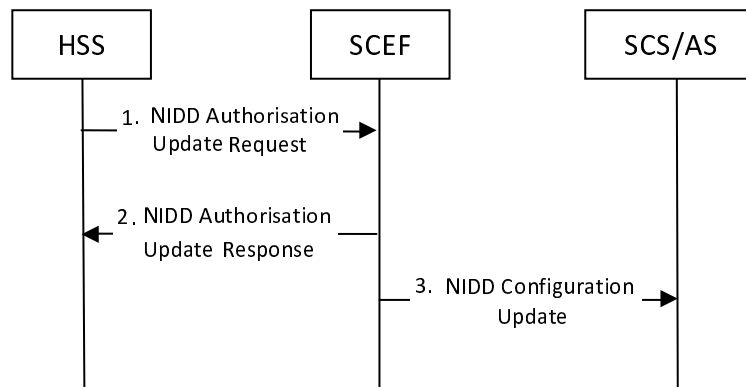 HSS
SCEF
SCS/AS
1. NIDD Authorisation
Update Request
2. NIDD Authorisation
Update Response
3. NIDD Configuration
Update